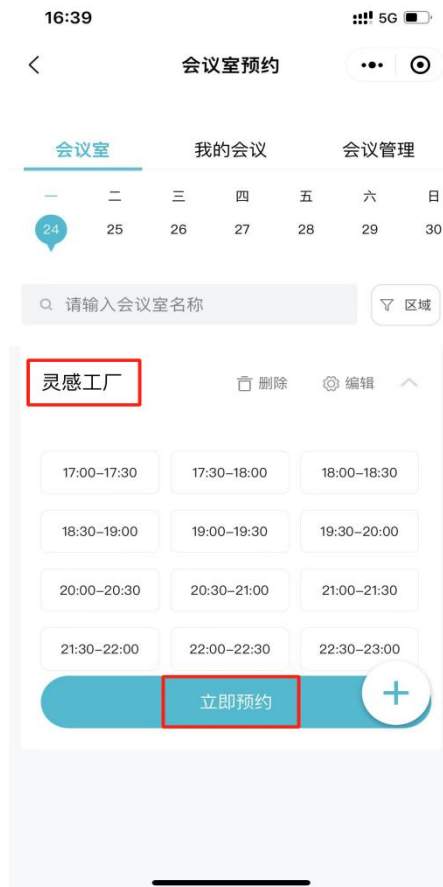 16:39 5G
会议室预约
会议室 我的会议 会议管理
一 二 三 四 五 六 日
24 25 26 27 28 29 30
请输入会议室名称 区域
灵感工厂 删除 编辑
17:00-17:30 17:30-18:00 18:00-18:30
18:30-19:00 19:00-19:30 19:30-20:00
20:00-20:30 20:30-21:00 21:00-21:30
21:30-22:00 22:00-22:30 22:30-23:00
立即预约